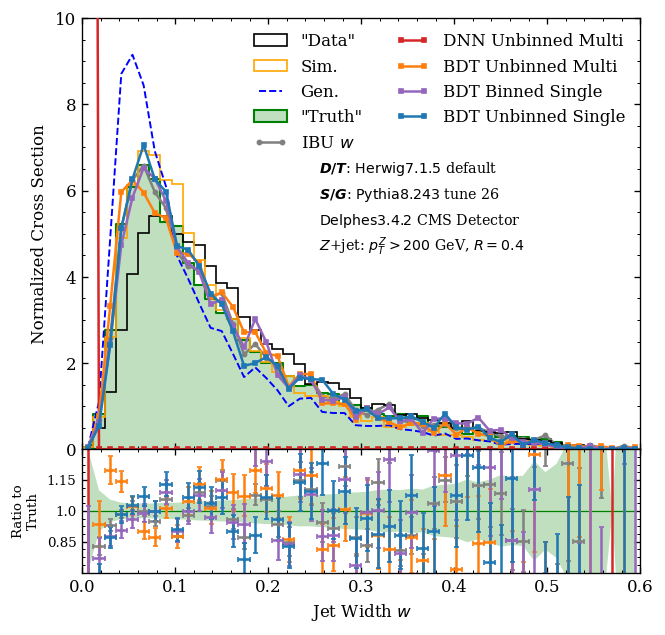 "Data"
Sim.
Gen.
"Truth"
IBU w
DNN Unbinned Multi
BDT Unbinned Multi
BDT Binned Single
BDT Unbinned Single
D/T: Herwig7.1.5 default
S/G: Pythia8.243 tune 26
Delphes3.4.2 CMS Detector
Z+jet: p_T^Z > 200 GeV, R = 0.4
Normalized Cross Section
10
8
6
4
2
0
Ratio to
Truth
1.15
1.0
0.85
0.0 0.1 0.2 0.3 0.4 0.5 0.6
Jet Width w